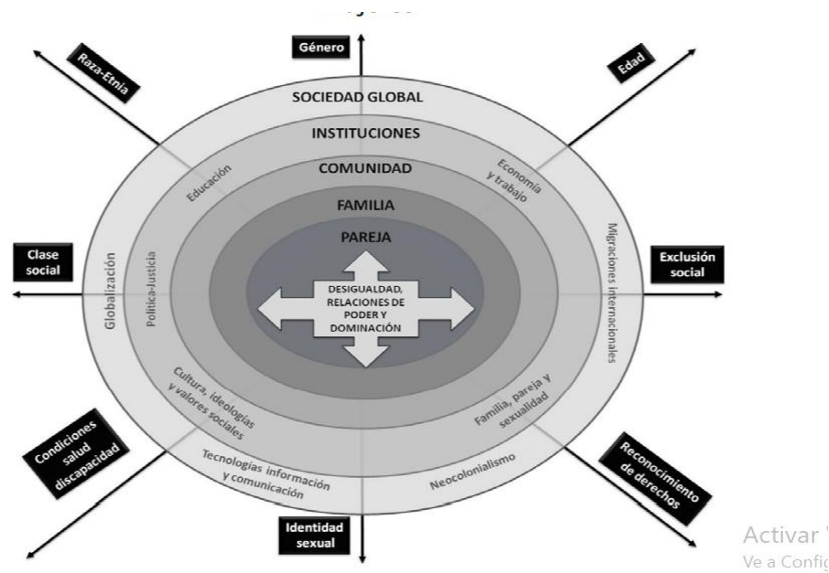 Género
Raza-Etnia
Edad
SOCIEDAD GLOBAL
INSTITUCIONES
COMUNIDAD
FAMILIA
PAREJA
Educación
Economía
y trabajo
Clase
social
Exclusión
social
Globalización
Política-Justicia
Migraciones internacionales
DESIGUALDAD,
RELACIONES DE
PODER Y
DOMINACIÓN
Cultura, ideologías
y valores sociales
Familia, pareja y
sexualidad
Tecnologías información
y comunicación
Neocolonialismo
Condiciones
salud
discapacidad
Reconocimiento
de derechos
Identidad
sexual
Activar
Ve a Config